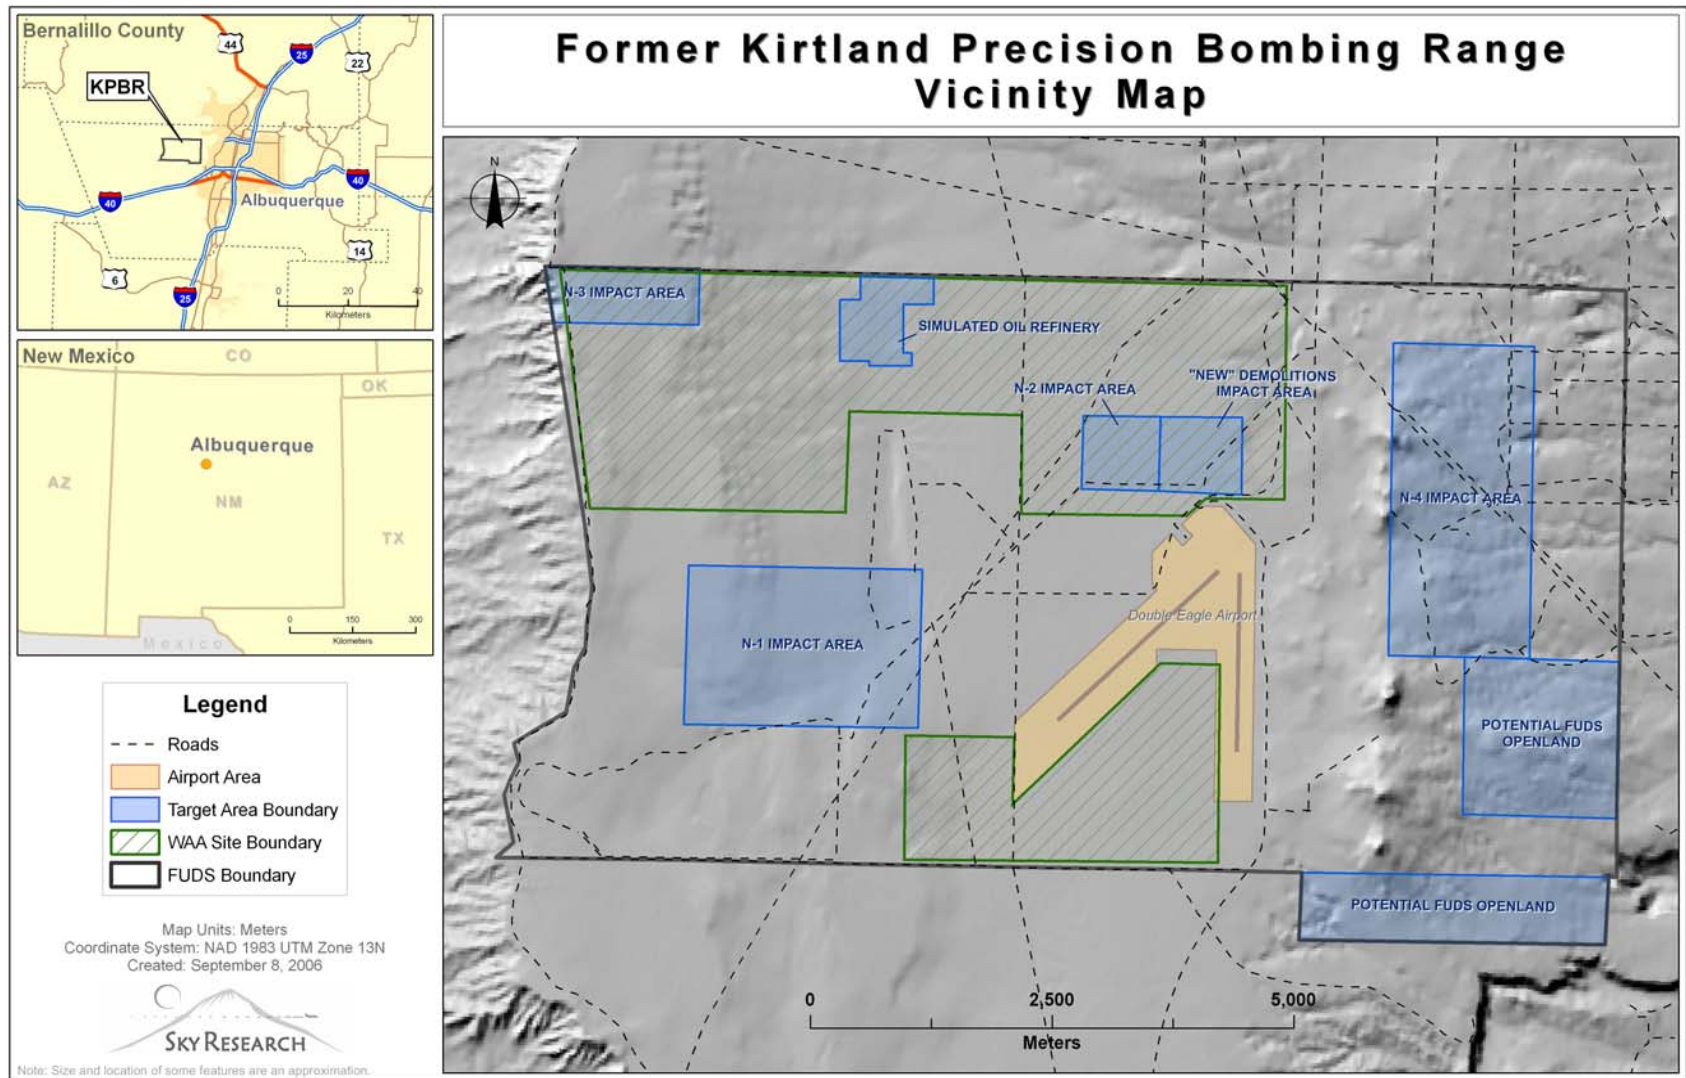 Bernalillo County
44
25
22
KPBR
40
Albuquerque
40
14
6
25
0 20 40
Kilometers
New Mexico
CO
OK
Albuquerque
AZ
NM
TX
Mexico
0 150 300
Kilometers
Legend
Roads
Airport Area
Target Area Boundary
WAA Site Boundary
FUDS Boundary
Map Units: Meters
Coordinate System: NAD 1983 UTM Zone 13N
Created: September 8, 2006
SKY RESEARCH
Note: Size and location of some features are an approximation.
Former Kirtland Precision Bombing Range
Vicinity Map
N
N-3 IMPACT AREA
SIMULATED OIL REFINERY
N-2 IMPACT AREA
"NEW" DEMOLITIONS
IMPACT AREA
N-4 IMPACT AREA
Double Eagle Airport
N-1 IMPACT AREA
POTENTIAL FUDS
OPENLAND
POTENTIAL FUDS OPENLAND
0 2,500 5,000
Meters